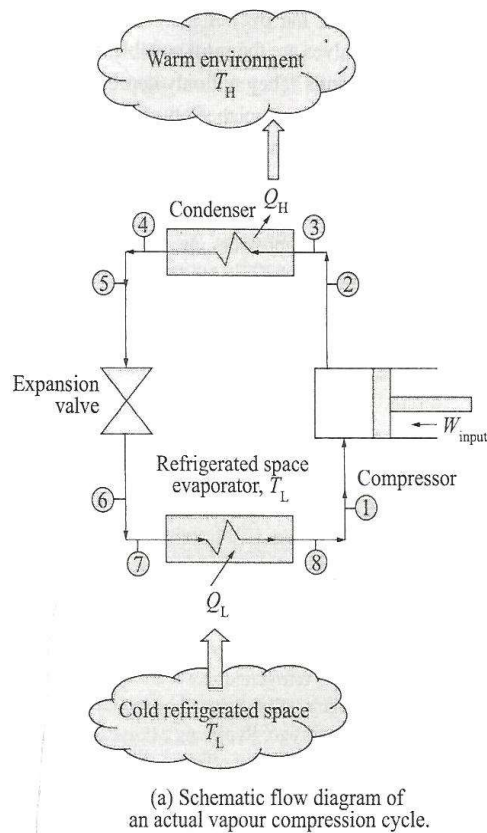 Warm environment
T_H
Q_H
Condenser
4
3
5
2
Expansion
valve
W_input
Refrigerated space
evaporator, T_L
Compressor
6
1
7
8
Q_L
Cold refrigerated space
T_L
(a) Schematic flow diagram of
an actual vapour compression cycle.